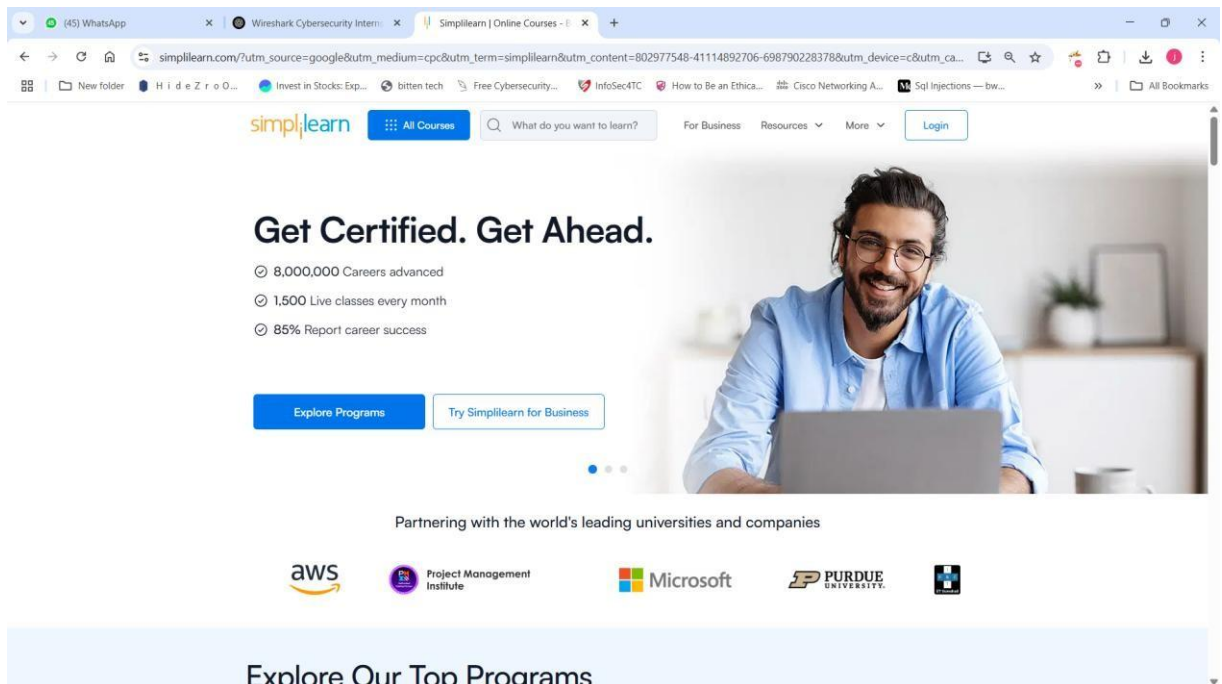 (45) WhatsApp
Wireshark Cybersecurity Intern
Simplilearn | Online Courses - B
simplilearn.com/?utm_source=google&utm_medium=cpc&utm_term=simplilearn&utm_content=802977548-41114892706-698790228378&utm_device=c&utm_ca...
New folder
H i d e Z r o O...
Invest in Stocks: Exp...
bitten tech
Free Cybersecurity...
InfoSec4TC
How to Be an Ethica...
Cisco Networking A...
Sql Injections — bw...
All Bookmarks
simplilearn
All Courses
What do you want to learn?
For Business
Resources
More
Login
Get Certified. Get Ahead.
8,000,000 Careers advanced
1,500 Live classes every month
85% Report career success
Explore Programs
Try Simplilearn for Business
Partnering with the world's leading universities and companies
aws
Project Management
Institute
Microsoft
PURDUE
UNIVERSITY.
Explore Our Top Programs